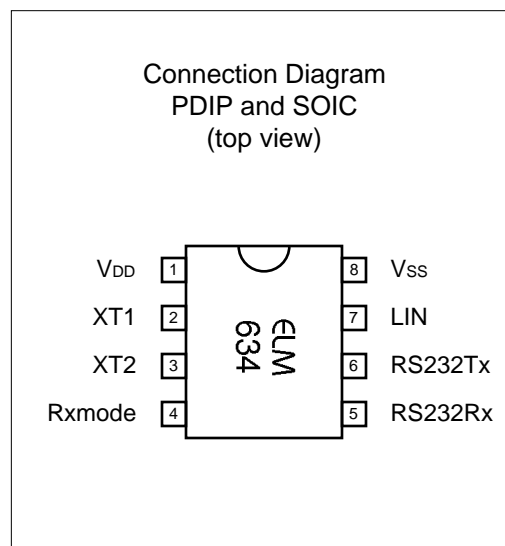 Connection Diagram
PDIP and SOIC
(top view)
VDD 1
XT1 2
XT2 3
Rxmode 4
ELM
634
8 VSS
7 LIN
6 RS232Tx
5 RS232Rx